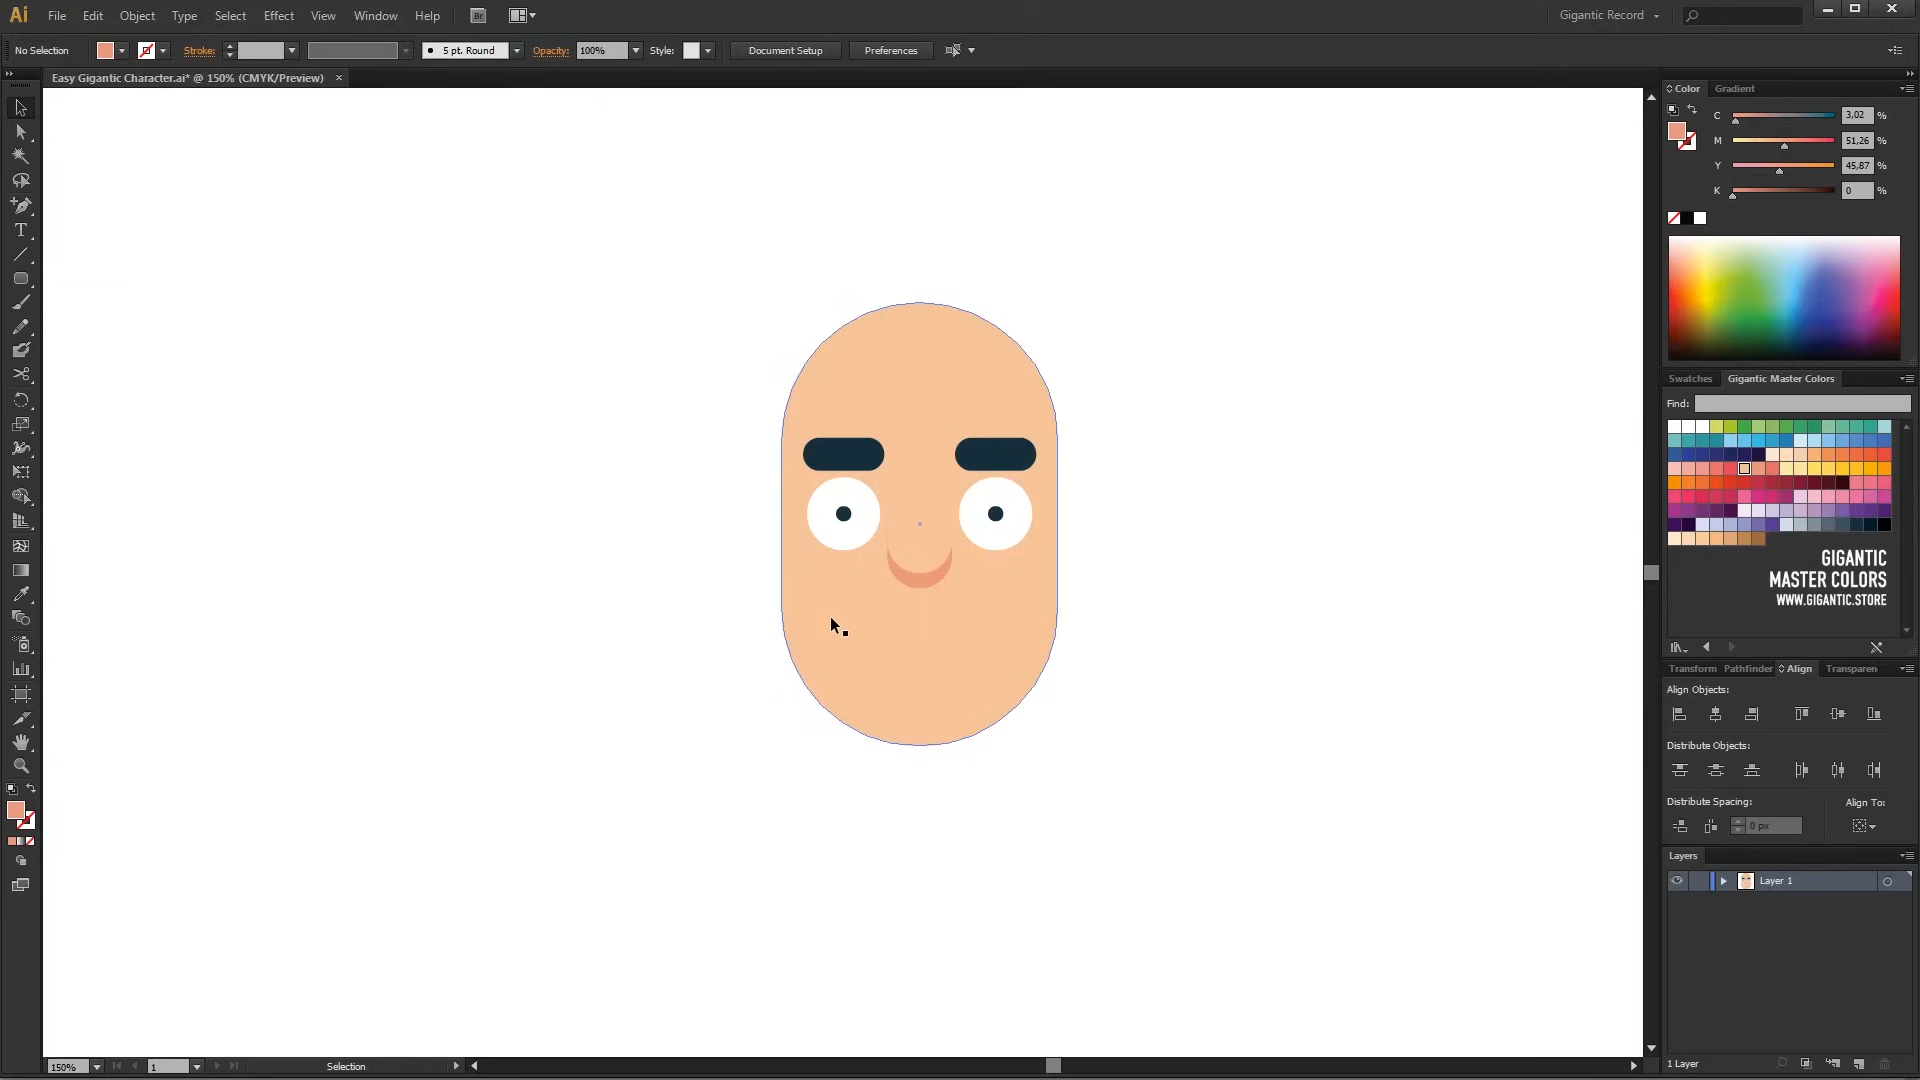 Ai File Edit Object Type Select Effect View Window Help Br Gigantic Record
No Selection Stroke: 5 pt. Round Opacity: 100% Style: Document Setup Preferences
Easy Gigantic Character.ai* @ 150% (CMYK/Preview)
Color Gradient
C 3,02 %
M 51,26 %
Y 45,87 %
K 0 %
Swatches Gigantic Master Colors
Find:
GIGANTIC
MASTER COLORS
WWW.GIGANTIC.STORE
Transform Pathfinder Align Transparen
Align Objects:
Distribute Objects:
Distribute Spacing: Align To:
0 px
Layers
Layer 1
150% 1 Selection 1 Layer